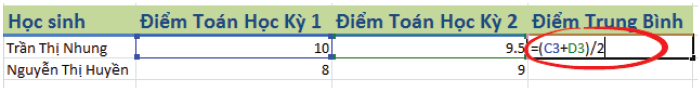 Học sinh Điểm Toán Học Kỳ 1 Điểm Toán Học Kỳ 2 Điểm Trung Bình
Trần Thị Nhung 10 9.5 =(C3+D3)/2
Nguyễn Thị Huyền 8 9